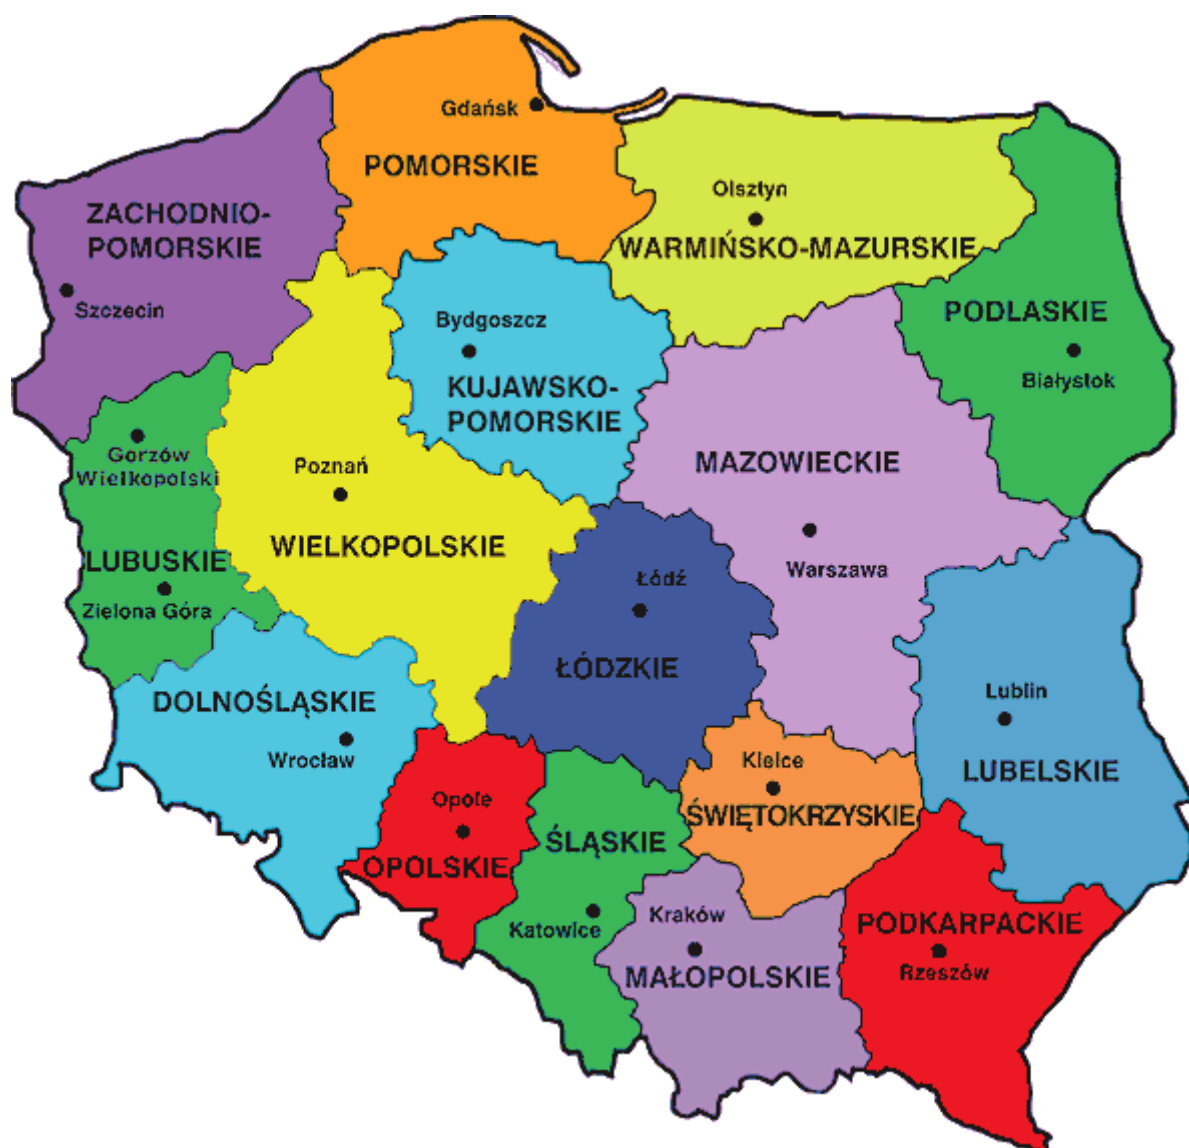 Gdańsk
POMORSKIE
ZACHODNIO-
POMORSKIE
Szczecin
Olsztyn
WARMIŃSKO-MAZURSKIE
PODLASKIE
Białystok
Bydgoszcz
KUJAWSKO-
POMORSKIE
Gorzów
Wielkopolski
LUBUSKIE
Zielona Góra
Poznań
WIELKOPOLSKIE
MAZOWIECKIE
Warszawa
Łódź
ŁÓDZKIE
DOLNOŚLĄSKIE
Wrocław
Lublin
LUBELSKIE
Kielce
ŚWIĘTOKRZYSKIE
Opole
OPOLSKIE
ŚLĄSKIE
Katowice
Kraków
MAŁOPOLSKIE
PODKARPACKIE
Rzeszów